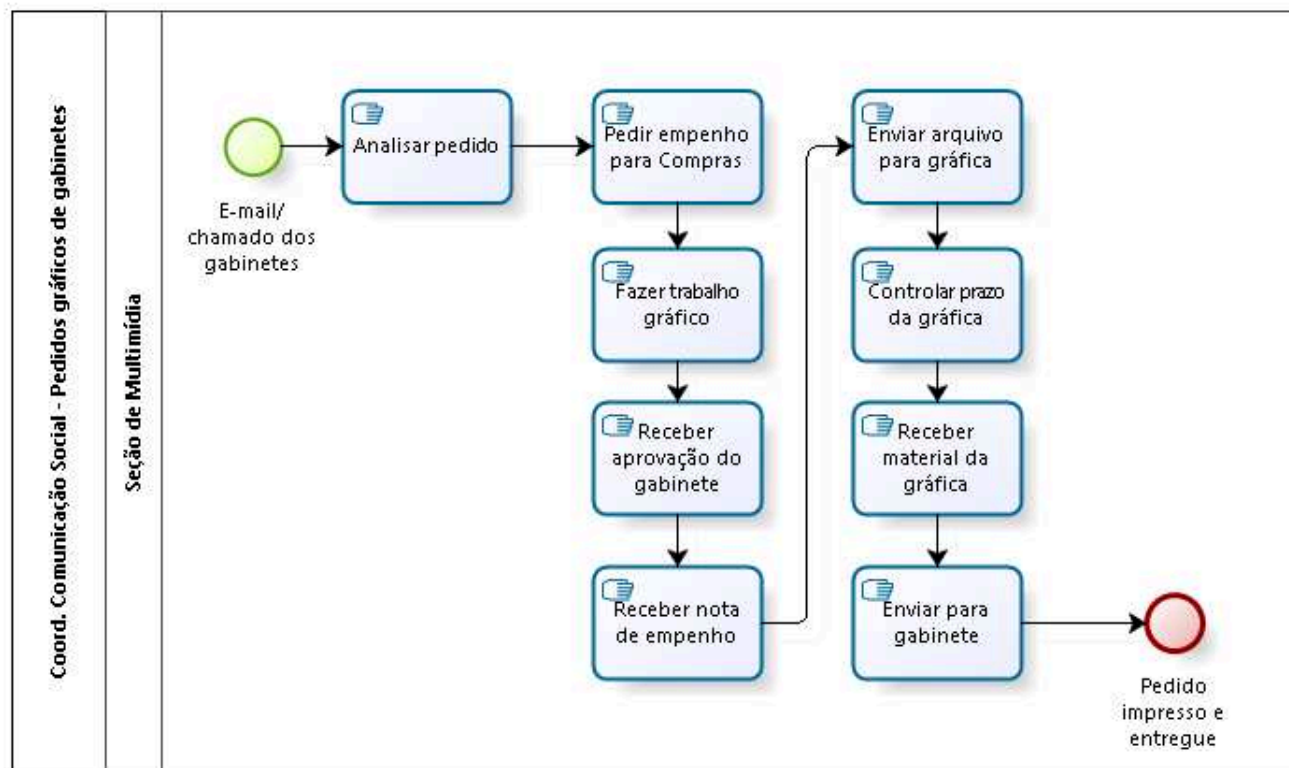 Coord. Comunicação Social - Pedidos gráficos de gabinetes
Seção de Multimídia
E-mail/
chamado dos
gabinetes
Analisar pedido
Pedir empenho
para Compras
Fazer trabalho
gráfico
Receber
aprovação do
gabinete
Receber nota
de empenho
Enviar arquivo
para gráfica
Controlar prazo
da gráfica
Receber
material da
gráfica
Enviar para
gabinete
Pedido
impresso e
entregue